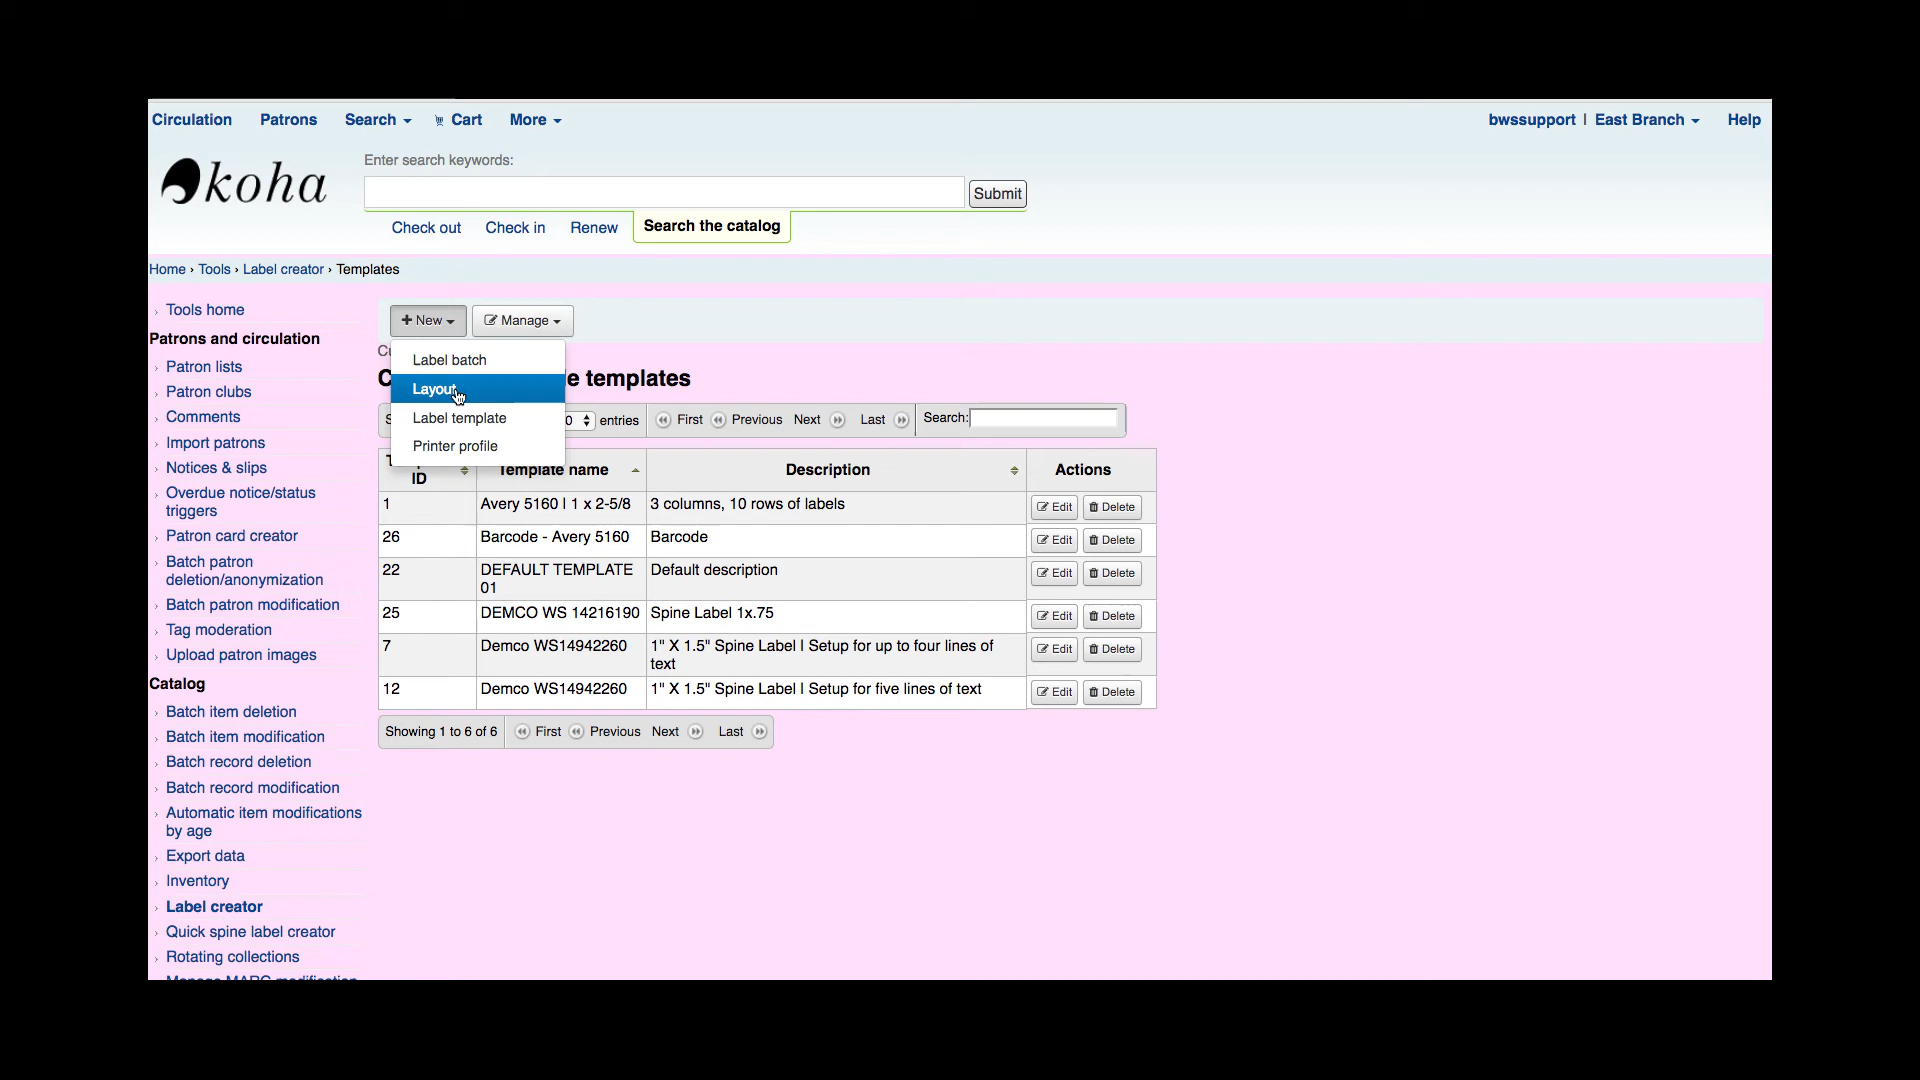 Circulation Patrons Search Cart More bwssupport | East Branch Help
koha
Enter search keywords:
Submit
Check out Check in Renew Search the catalog
Home › Tools › Label creator › Templates
Tools home
Patrons and circulation
Patron lists
Patron clubs
Comments
Import patrons
Notices & slips
Overdue notice/status
triggers
Patron card creator
Batch patron
deletion/anonymization
Batch patron modification
Tag moderation
Upload patron images
Catalog
Batch item deletion
Batch item modification
Batch record deletion
Batch record modification
Automatic item modifications
by age
Export data
Inventory
Label creator
Quick spine label creator
Rotating collections
New Manage
Label batch
Layout
Label template
Printer profile
templates
entries First Previous Next Last Search:
ID Template name Description Actions
1 Avery 5160 | 1 x 2-5/8 3 columns, 10 rows of labels Edit Delete
26 Barcode - Avery 5160 Barcode Edit Delete
22 DEFAULT TEMPLATE Default description Edit Delete
01
25 DEMCO WS 14216190 Spine Label 1x.75 Edit Delete
7 Demco WS14942260 1" X 1.5" Spine Label | Setup for up to four lines of Edit Delete
text
12 Demco WS14942260 1" X 1.5" Spine Label | Setup for five lines of text Edit Delete
Showing 1 to 6 of 6 First Previous Next Last